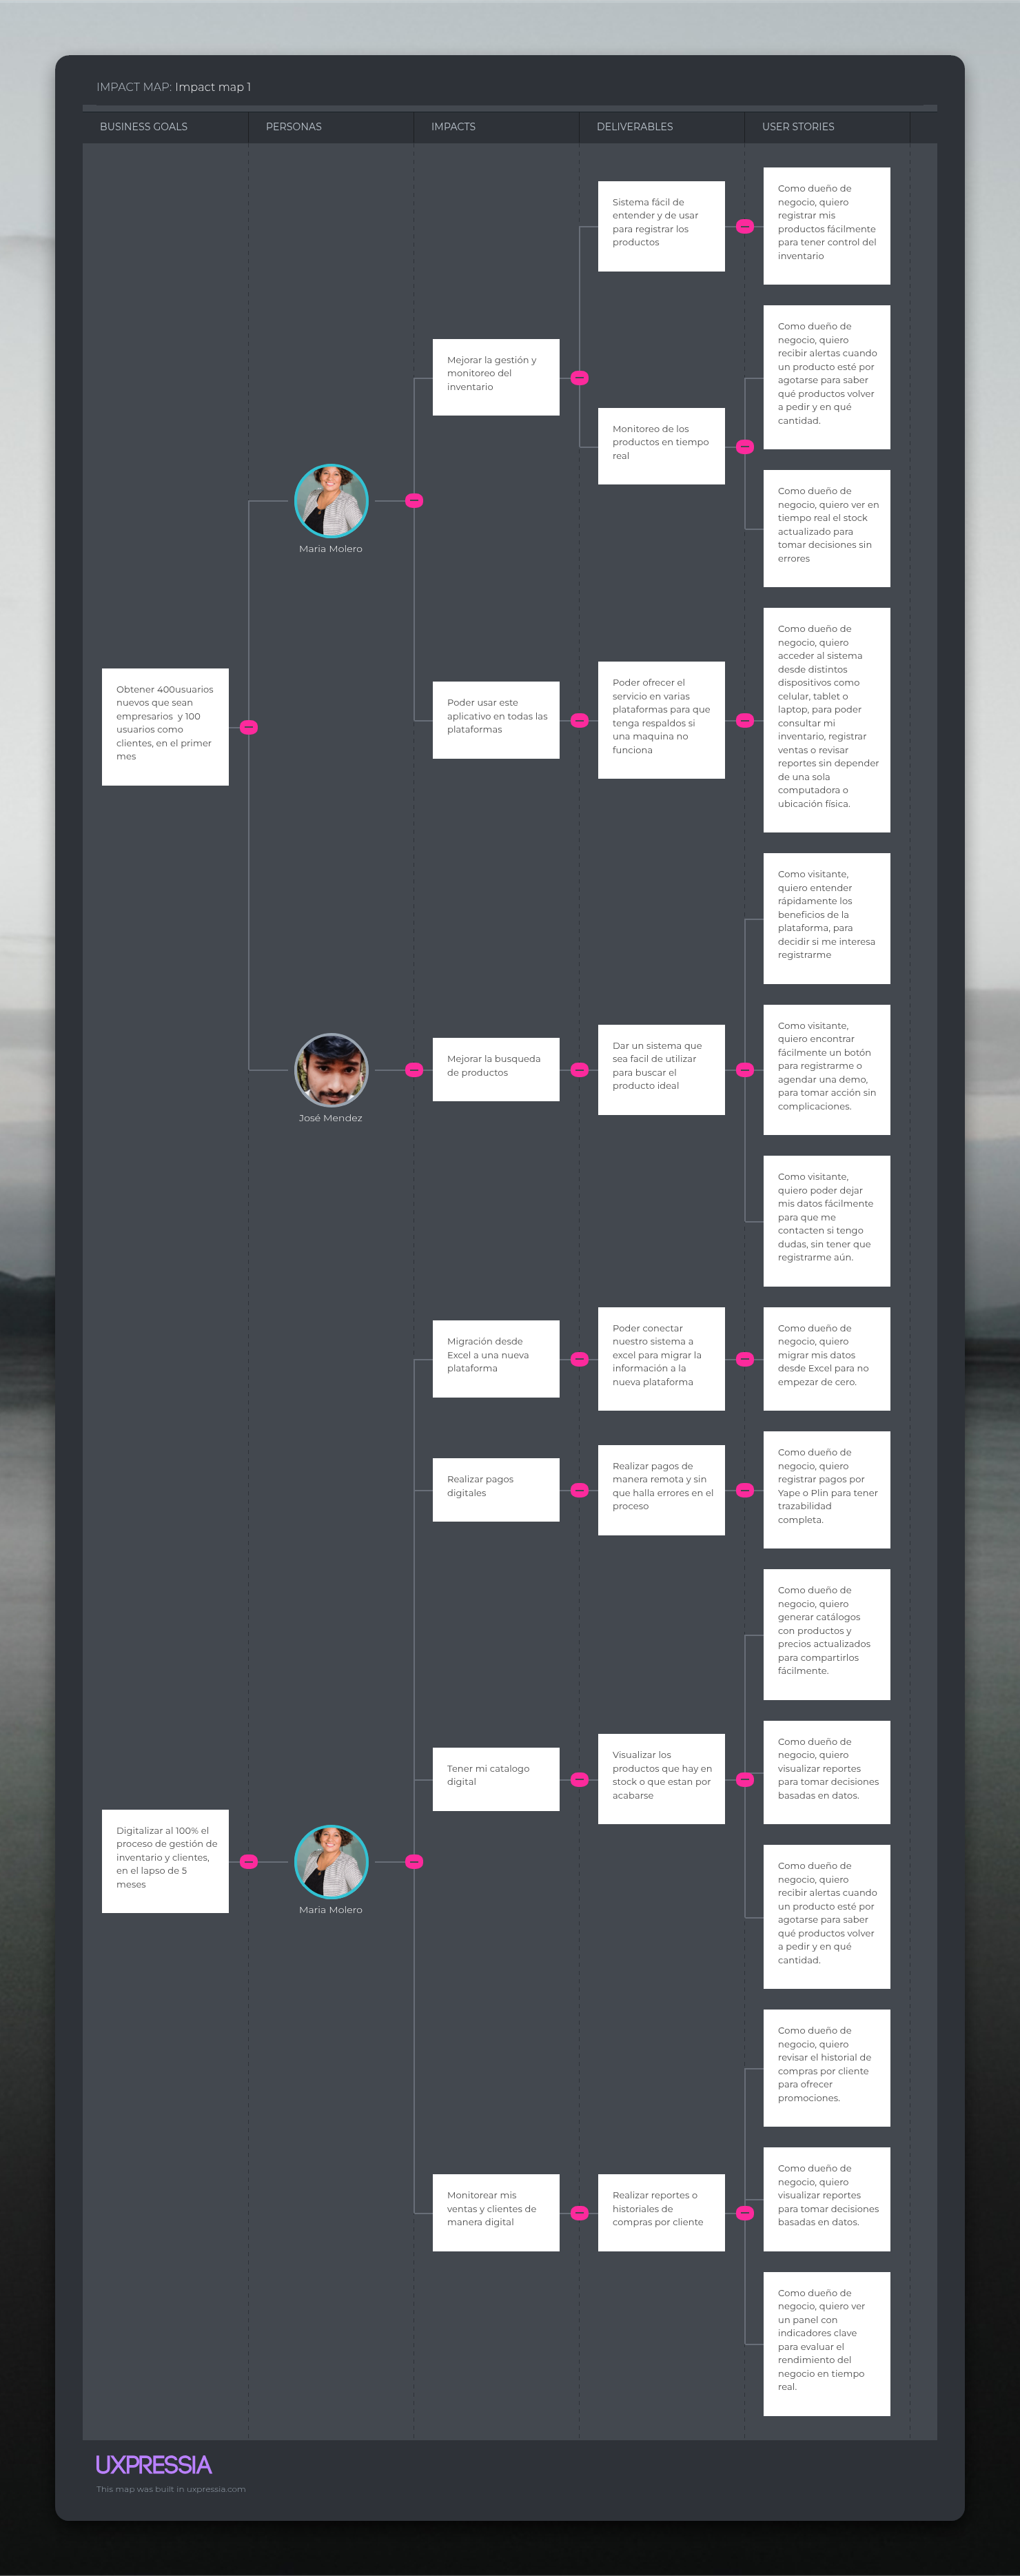 IMPACT MAP: Impact map 1
BUSINESS GOALS
PERSONAS
IMPACTS
DELIVERABLES
USER STORIES
Obtener 400usuarios
nuevos que sean
empresarios  y 100
usuarios como
clientes, en el primer
mes
Maria Molero
Mejorar la gestión y
monitoreo del
inventario
Sistema fácil de
entender y de usar
para registrar los
productos
Como dueño de
negocio, quiero
registrar mis
productos fácilmente
para tener control del
inventario
Monitoreo de los
productos en tiempo
real
Como dueño de
negocio, quiero
recibir alertas cuando
un producto esté por
agotarse para saber
qué productos volver
a pedir y en qué
cantidad.
Como dueño de
negocio, quiero ver en
tiempo real el stock
actualizado para
tomar decisiones sin
errores
Poder usar este
aplicativo en todas las
plataformas
Poder ofrecer el
servicio en varias
plataformas para que
tenga respaldos si
una maquina no
funciona
Como dueño de
negocio, quiero
acceder al sistema
desde distintos
dispositivos como
celular, tablet o
laptop, para poder
consultar mi
inventario, registrar
ventas o revisar
reportes sin depender
de una sola
computadora o
ubicación física.
José Mendez
Mejorar la busqueda
de productos
Dar un sistema que
sea facil de utilizar
para buscar el
producto ideal
Como visitante,
quiero entender
rápidamente los
beneficios de la
plataforma, para
decidir si me interesa
registrarme
Como visitante,
quiero encontrar
fácilmente un botón
para registrarme o
agendar una demo,
para tomar acción sin
complicaciones.
Como visitante,
quiero poder dejar
mis datos fácilmente
para que me
contacten si tengo
dudas, sin tener que
registrarme aún.
Digitalizar al 100% el
proceso de gestión de
inventario y clientes,
en el lapso de 5
meses
Maria Molero
Migración desde
Excel a una nueva
plataforma
Poder conectar
nuestro sistema a
excel para migrar la
información a la
nueva plataforma
Como dueño de
negocio, quiero
migrar mis datos
desde Excel para no
empezar de cero.
Realizar pagos
digitales
Realizar pagos de
manera remota y sin
que halla errores en el
proceso
Como dueño de
negocio, quiero
registrar pagos por
Yape o Plin para tener
trazabilidad
completa.
Tener mi catalogo
digital
Visualizar los
productos que hay en
stock o que estan por
acabarse
Como dueño de
negocio, quiero
generar catálogos
con productos y
precios actualizados
para compartirlos
fácilmente.
Como dueño de
negocio, quiero
visualizar reportes
para tomar decisiones
basadas en datos.
Como dueño de
negocio, quiero
recibir alertas cuando
un producto esté por
agotarse para saber
qué productos volver
a pedir y en qué
cantidad.
Monitorear mis
ventas y clientes de
manera digital
Realizar reportes o
historiales de
compras por cliente
Como dueño de
negocio, quiero
revisar el historial de
compras por cliente
para ofrecer
promociones.
Como dueño de
negocio, quiero
visualizar reportes
para tomar decisiones
basadas en datos.
Como dueño de
negocio, quiero ver
un panel con
indicadores clave
para evaluar el
rendimiento del
negocio en tiempo
real.
UXPRESSIA
This map was built in uxpressia.com